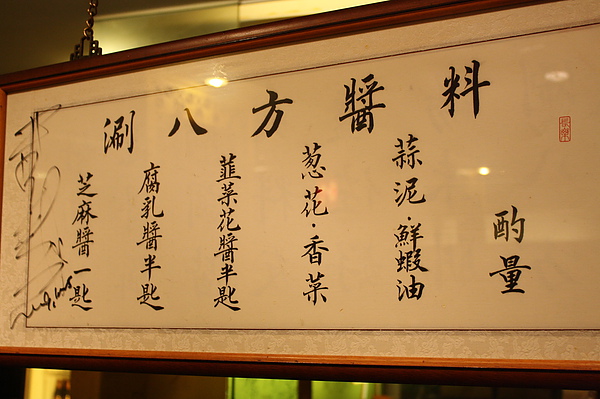 涮八方醬料
芝麻醬一匙
腐乳醬半匙
韮菜花醬半匙
葱花·香菜
蒜泥·鮮蝦油
酌量